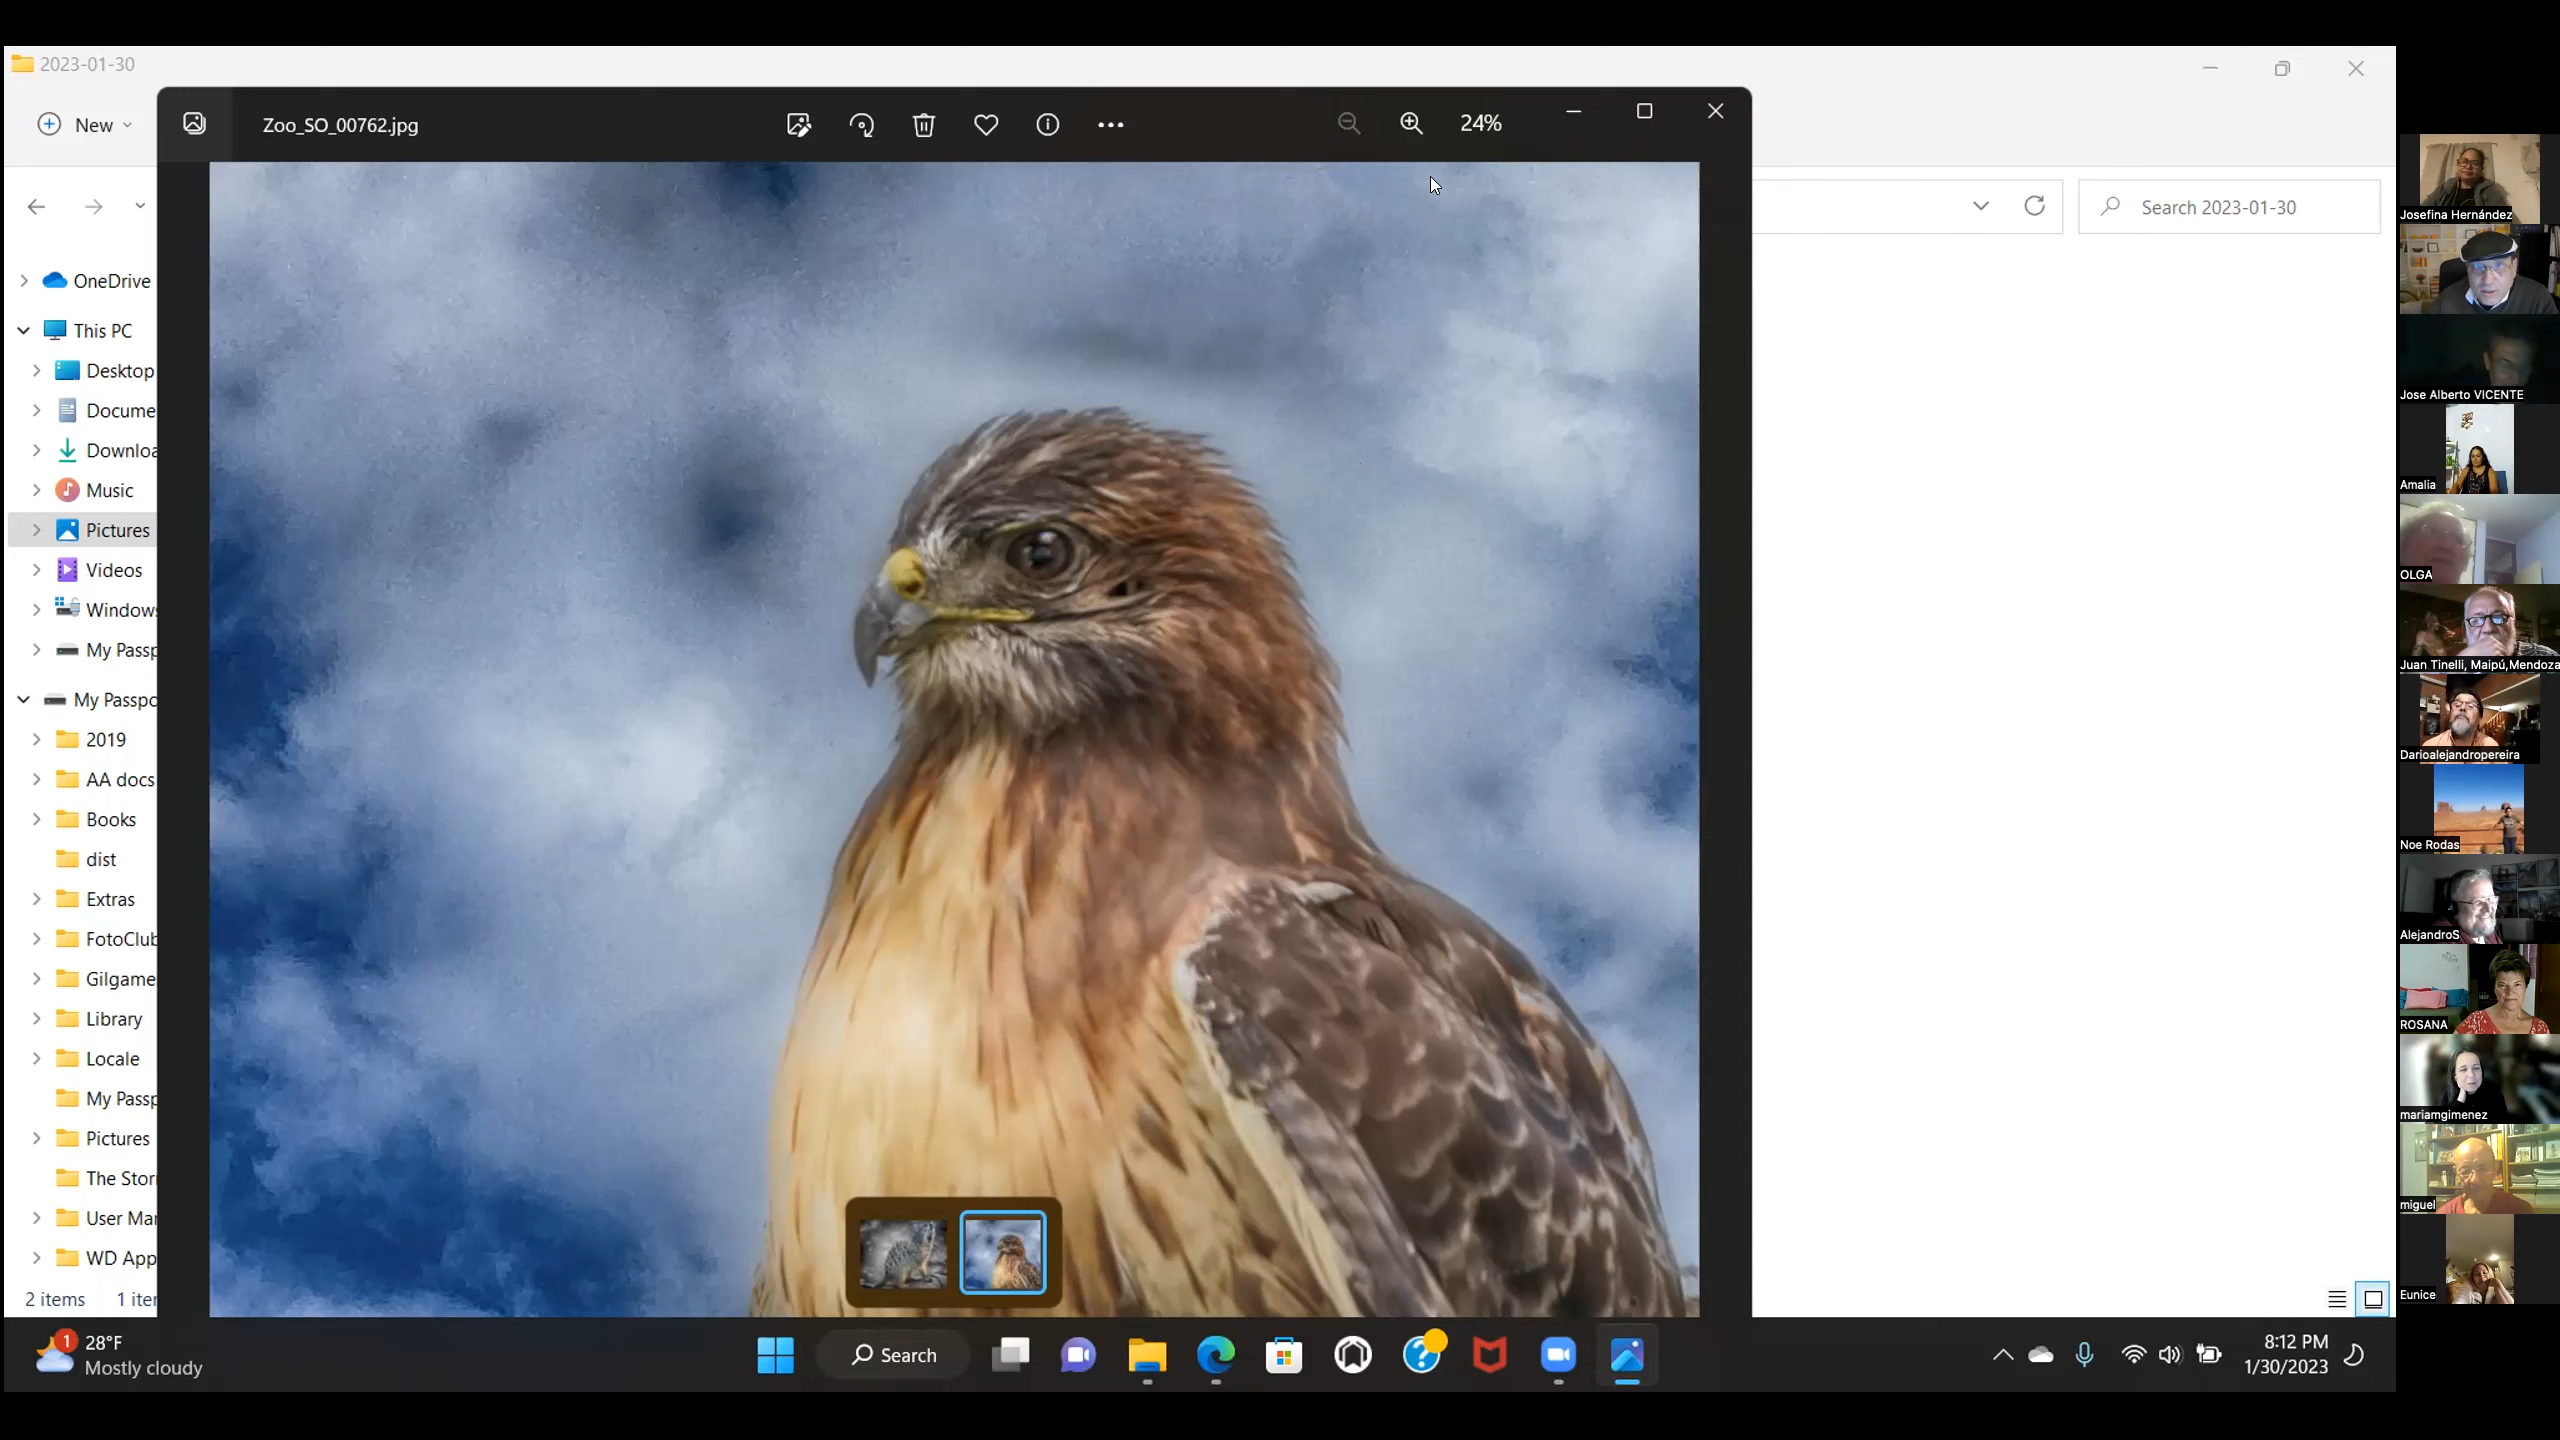 2023-01-30
New
Zoo_SO_00762.jpg
24%
Search 2023-01-30
OneDrive
This PC
Desktop
Docume
Downloa
Music
Pictures
Videos
Windows
My Passp
My Passpo
2019
AA docs
Books
dist
Extras
FotoClub
Gilgame
Library
Locale
My Passp
Pictures
The Stor
User Ma
WD App
2 items
1 iter
1
28°F
Mostly cloudy
Search
8:12 PM
1/30/2023
Josefina Hernández
Jose Alberto VICENTE
Amalia
OLGA
Juan Tinelli, Maipú,Mendoza
Darioalejandropereira
Noe Rodas
AlejandroS
ROSANA
mariamgimenez
miguel
Eunice